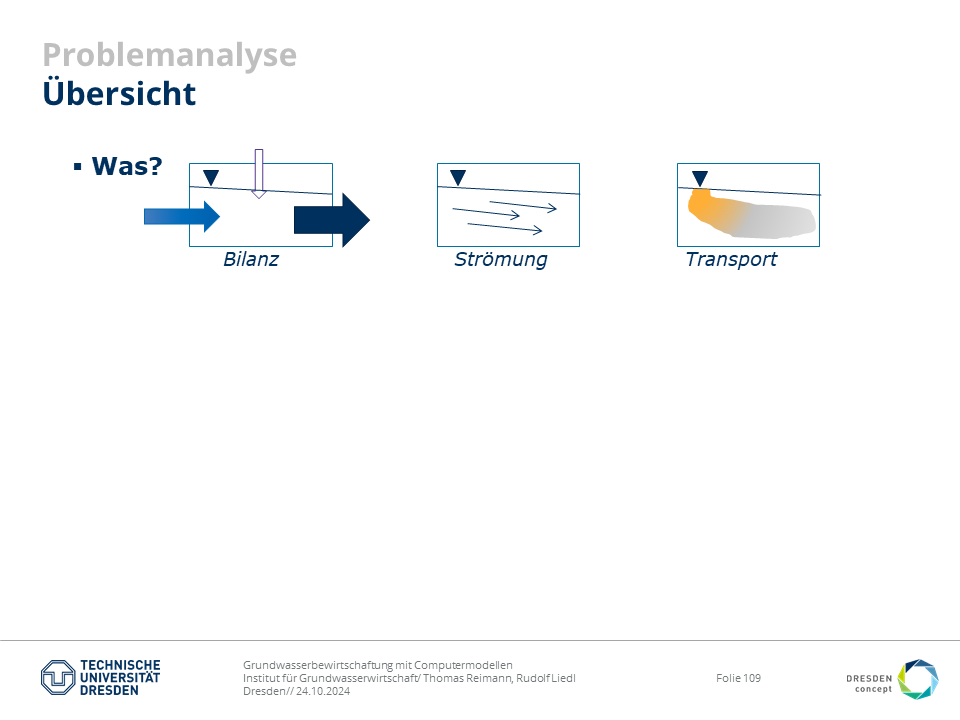 Problemanalyse
Übersicht
▪ Was?
Bilanz
Strömung
Transport
TECHNISCHE
UNIVERSITÄT
DRESDEN
Grundwasserbewirtschaftung mit Computermodellen
Institut für Grundwasserwirtschaft/ Thomas Reimann, Rudolf Liedl
Dresden// 24.10.2024
Folie 109
DRESDEN
concept